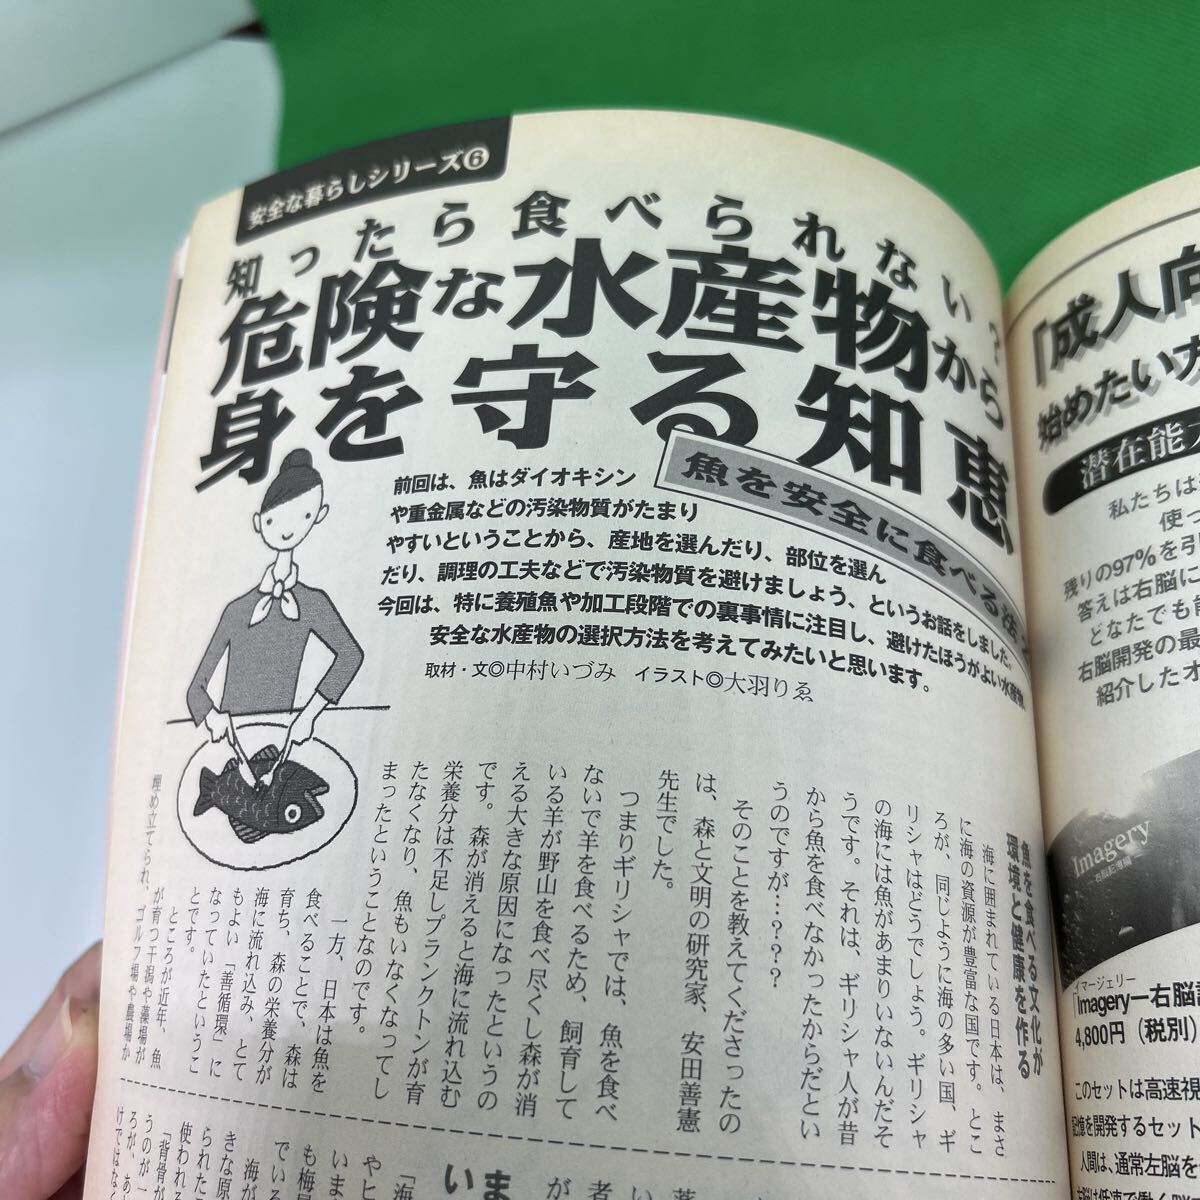 安全な暮らしシリーズ❻
知ったら食べられない?
危険な水産物から
身を守る知恵
魚を安全に食べる
前回は、魚はダイオキシン
や重金属などの汚染物質がたまり
やすいということから、産地を選んだり、部位を選ん
だり、調理の工夫などで汚染物質を避けましょう、というお話をしました。
今回は、特に養殖魚や加工段階での裏事情に注目し、避けたほうがよい水産物
安全な水産物の選択方法を考えてみたいと思います。
取材・文◎中村いづみ イラスト◎大羽りゑ
魚を食べる文化が
環境と健康を作る
海に囲まれている日本は、まさ
に海の資源が豊富な国です。とこ
ろが、同じように海の多い国、ギ
リシャはどうでしょう。ギリシャ
の海には魚があまりいないんだそ
うです。それは、ギリシャ人が昔
から魚を食べなかったからだとい
うのですが…???
そのことを教えてくださったの
は、森と文明の研究家、安田善憲
先生でした。
つまりギリシャでは、魚を食べ
ないで羊を食べるため、飼育して
いる羊が野山を食べ尽くし森が消
える大きな原因になったというの
です。森が消えると海に流れ込む
栄養分は不足しプランクトンが育
たなくなり、魚もいなくなってし
まったということなのです。
一方、日本は魚を
食べることで、森は
育ち、森の栄養分が
海に流れ込み、とて
もよい「善循環」に
なっていたというこ
とです。
ところが近年、魚
が育つ干潟や藻場が
埋め立てられ、ゴルフ場や農場か
「成人向
始めたい方
潜在能
私たちは
使っ
残りの97%を引
答えは右脳に
どなたでも
右脳開発の最
紹介したオ
Imagery
イマージェリー
「Imagery―右脳
4,800円(税別)
このセットは高速視
記憶を開発するセット
人間は、通常左脳を